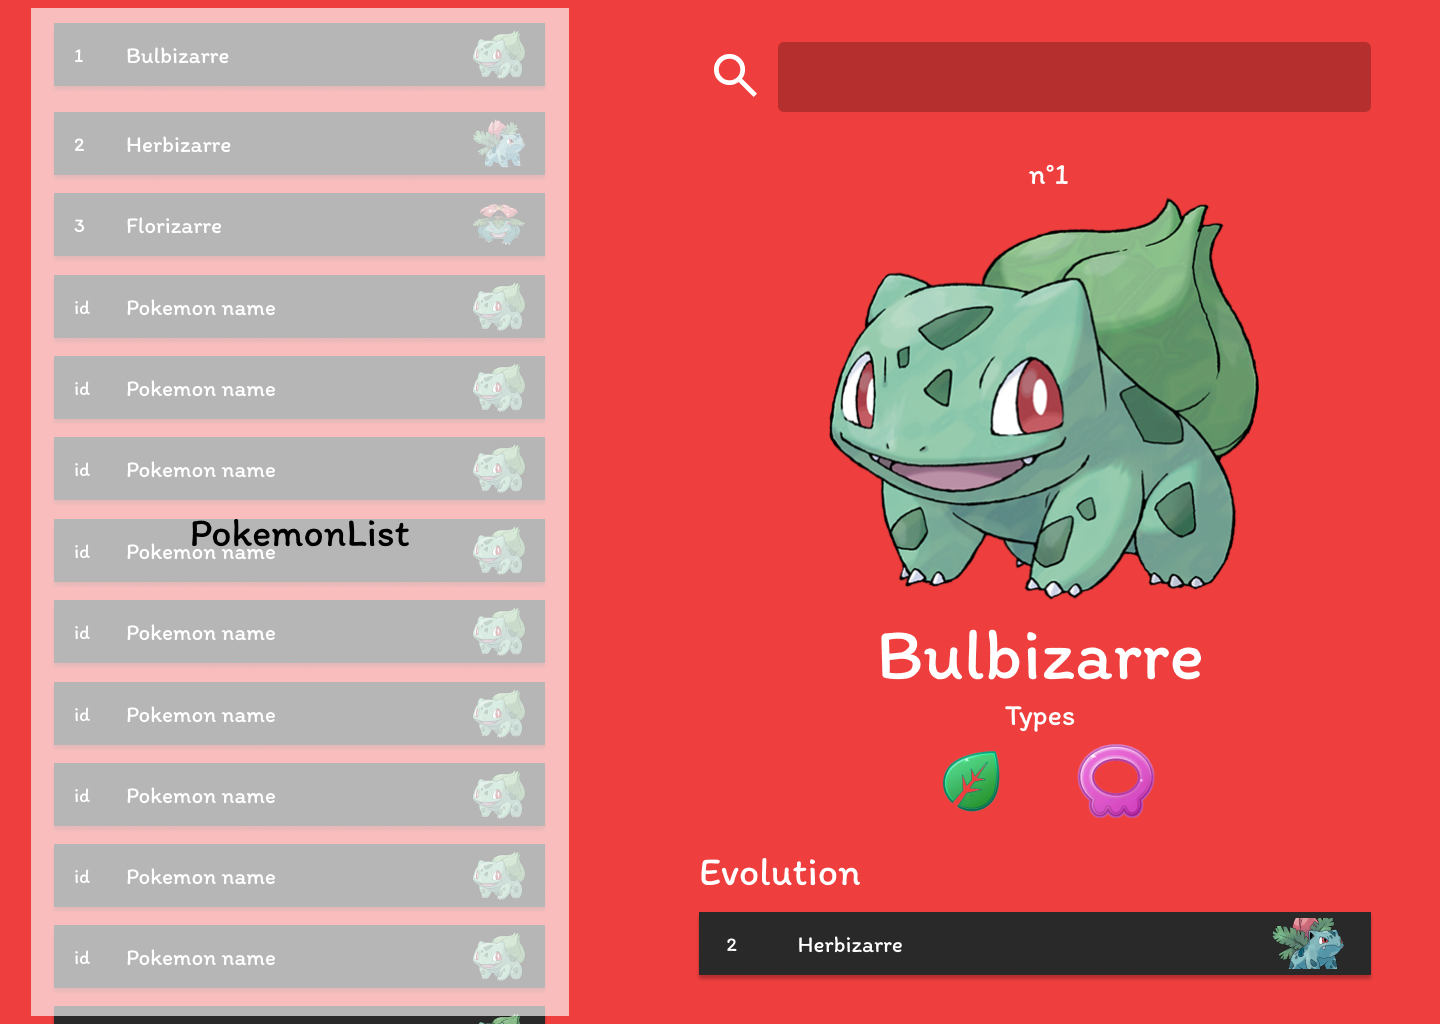 1 Bulbizarre
2 Herbizarre
3 Florizarre
id Pokemon name
id Pokemon name
id Pokemon name
PokemonList
id Pokemon name
id Pokemon name
id Pokemon name
id Pokemon name
id Pokemon name
id Pokemon name
n°1
Bulbizarre
Types
Evolution
2 Herbizarre